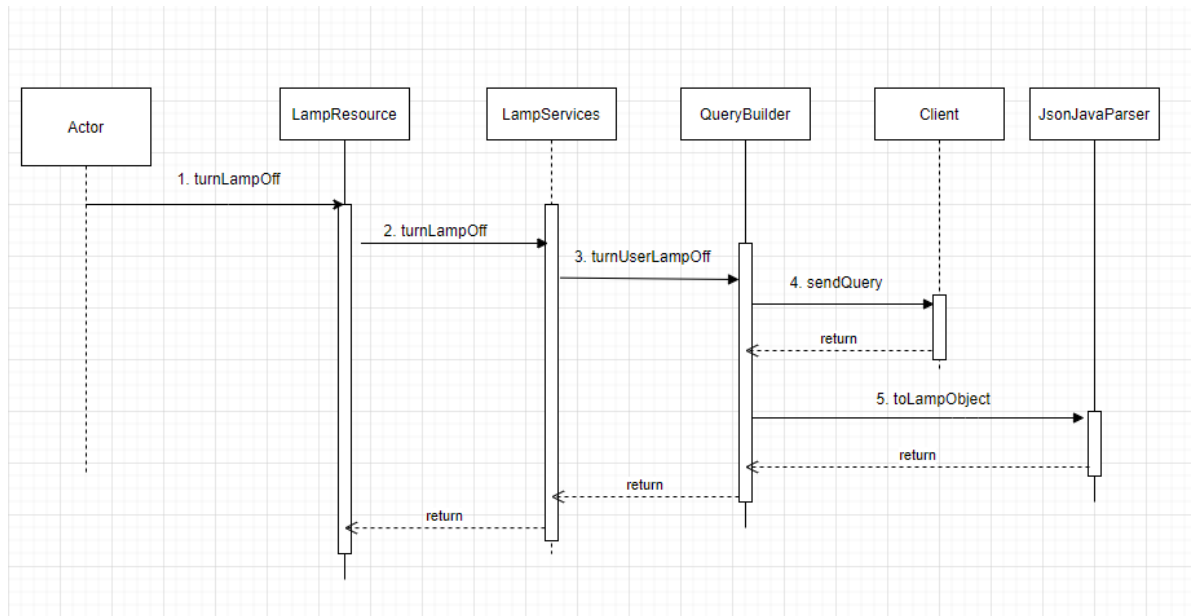 Actor
LampResource
LampServices
QueryBuilder
Client
JsonJavaParser
1. turnLampOff
2. turnLampOff
3. turnUserLampOff
4. sendQuery
return
5. toLampObject
return
return
return